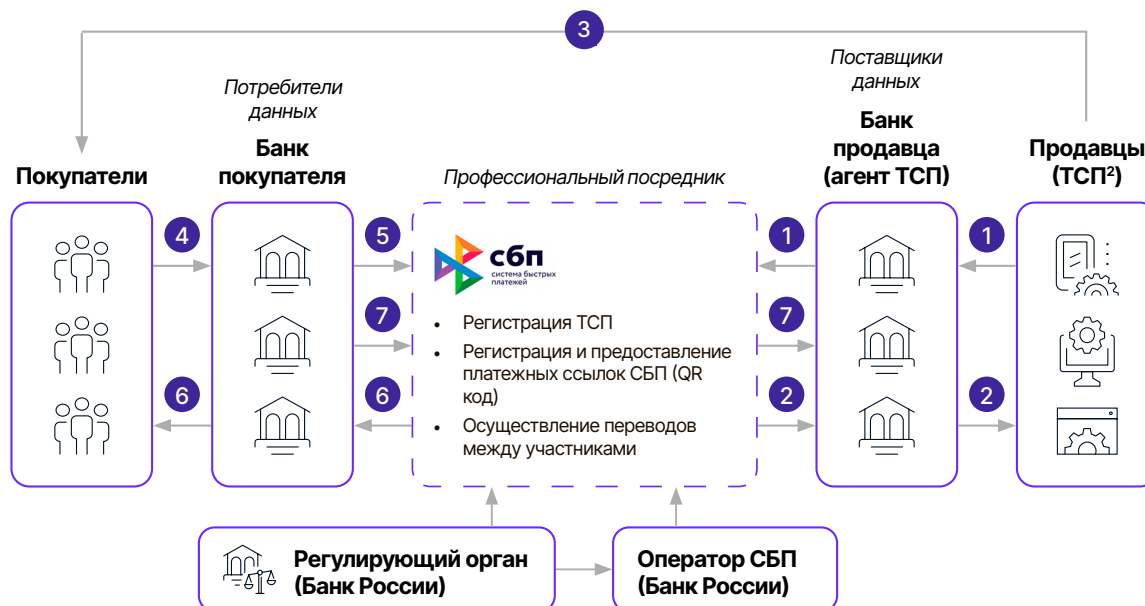 3
Потребители
данных
Поставщики
данных
Покупатели
Банк
покупателя
Профессиональный посредник
Банк
продавца
(агент ТСП)
Продавцы
(ТСП²)
4
5
1
1
сбп
система быстрых
платежей
7
7
• Регистрация ТСП
• Регистрация и предоставление
платежных ссылок СБП (QR
код)
• Осуществление переводов
между участниками
6
6
2
2
Регулирующий орган
(Банк России)
Оператор СБП
(Банк России)